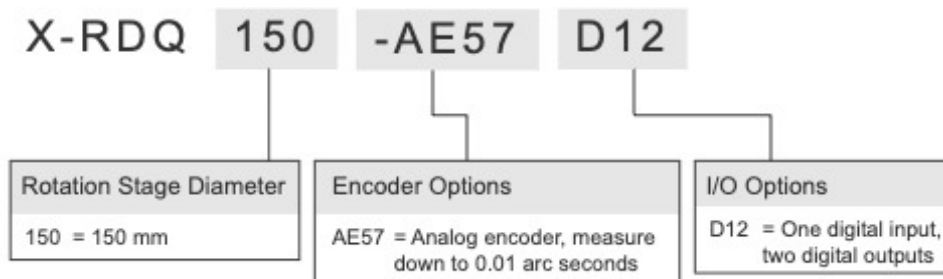 X-RDQ 150 -AE57 D12
Rotation Stage Diameter
150 = 150 mm
Encoder Options
AE57 = Analog encoder, measure
down to 0.01 arc seconds
I/O Options
D12 = One digital input,
two digital outputs